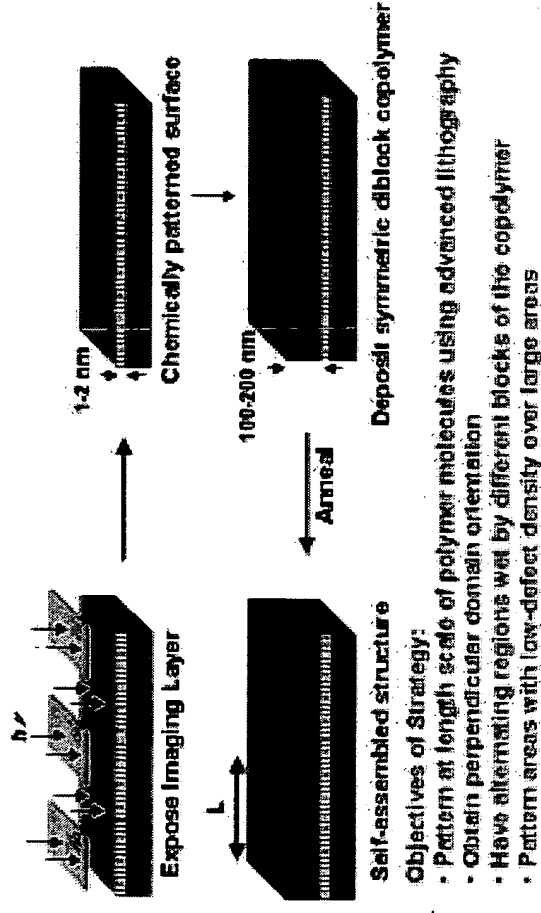 hν
Expose Imaging Layer
1-2 nm
Chemically patterned surface
100-200 nm
Deposit symmetric diblock copolymer
Anneal
L
Self-assembled structure
Objectives of Strategy:
• Pattern at length scale of polymer molecules using advanced lithography
• Obtain perpendicular domain orientation
• Have alternating regions wet by different blocks of the copolymer
• Pattern areas with low-defect density over large areas